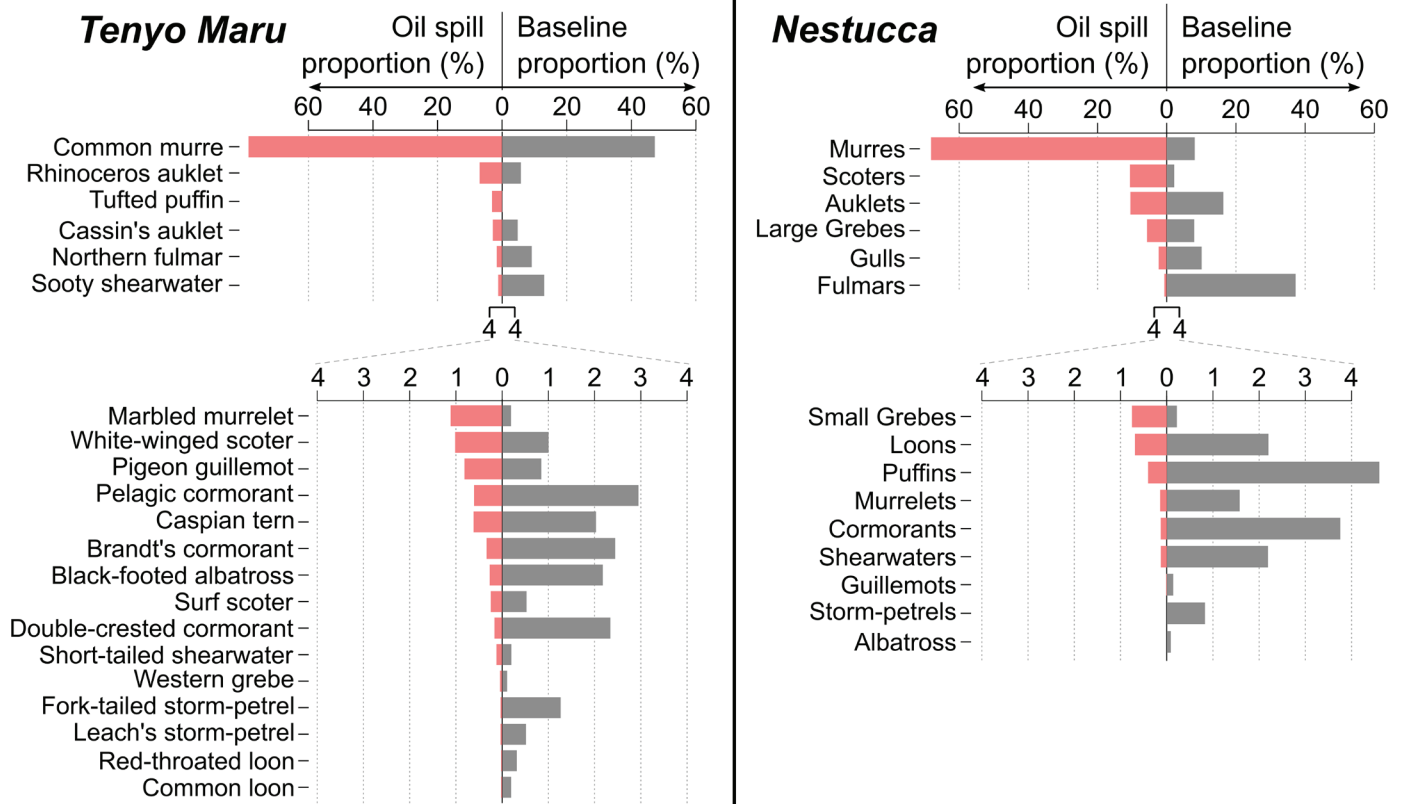 Tenyo Maru
Oil spill
proportion (%)
Baseline
proportion (%)
60 40 20 0 20 40 60
Common murre
Rhinoceros auklet
Tufted puffin
Cassin's auklet
Northern fulmar
Sooty shearwater
4 4
4 3 2 1 0 1 2 3 4
Marbled murrelet
White-winged scoter
Pigeon guillemot
Pelagic cormorant
Caspian tern
Brandt's cormorant
Black-footed albatross
Surf scoter
Double-crested cormorant
Short-tailed shearwater
Western grebe
Fork-tailed storm-petrel
Leach's storm-petrel
Red-throated loon
Common loon
Nestucca
Oil spill
proportion (%)
Baseline
proportion (%)
60 40 20 0 20 40 60
Murres
Scoters
Auklets
Large Grebes
Gulls
Fulmars
4 4
4 3 2 1 0 1 2 3 4
Small Grebes
Loons
Puffins
Murrelets
Cormorants
Shearwaters
Guillemots
Storm-petrels
Albatross